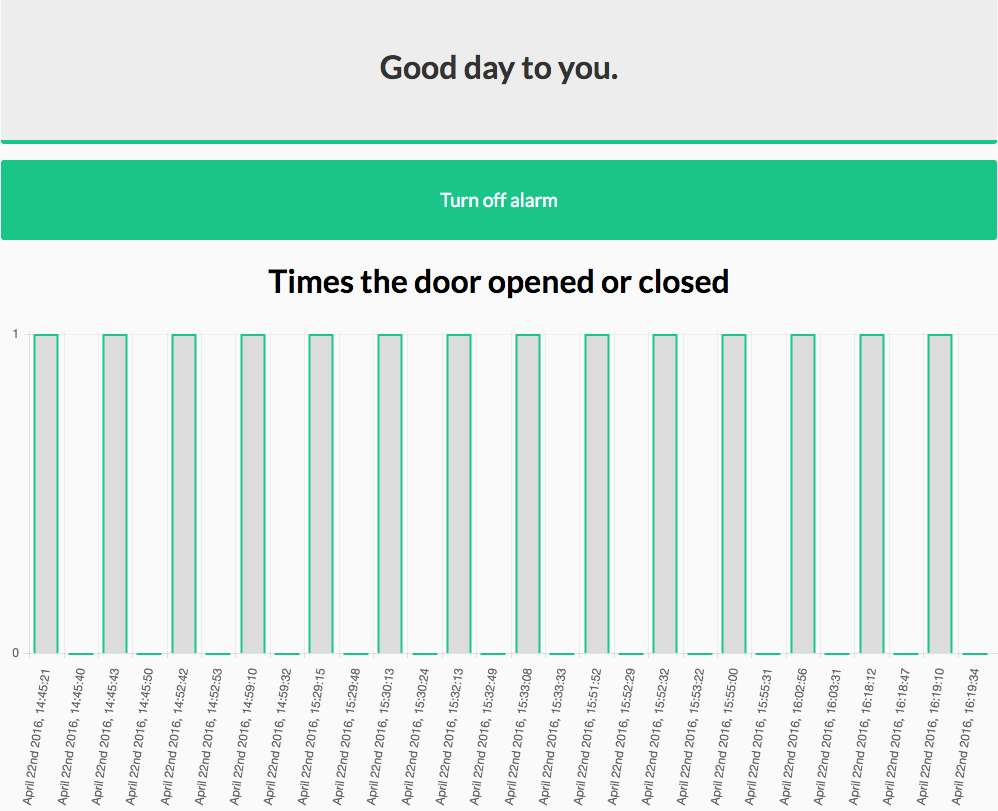 Good day to you.
Turn off alarm
Times the door opened or closed
1
0
April 22nd 2016, 14:45:21
April 22nd 2016, 14:45:40
April 22nd 2016, 14:45:43
April 22nd 2016, 14:45:50
April 22nd 2016, 14:52:42
April 22nd 2016, 14:52:53
April 22nd 2016, 14:59:10
April 22nd 2016, 14:59:32
April 22nd 2016, 15:29:15
April 22nd 2016, 15:29:48
April 22nd 2016, 15:30:13
April 22nd 2016, 15:30:24
April 22nd 2016, 15:32:13
April 22nd 2016, 15:32:49
April 22nd 2016, 15:33:08
April 22nd 2016, 15:33:33
April 22nd 2016, 15:51:52
April 22nd 2016, 15:52:29
April 22nd 2016, 15:52:32
April 22nd 2016, 15:53:22
April 22nd 2016, 15:55:00
April 22nd 2016, 15:55:31
April 22nd 2016, 16:02:56
April 22nd 2016, 16:03:31
April 22nd 2016, 16:18:12
April 22nd 2016, 16:18:47
April 22nd 2016, 16:19:10
April 22nd 2016, 16:19:34